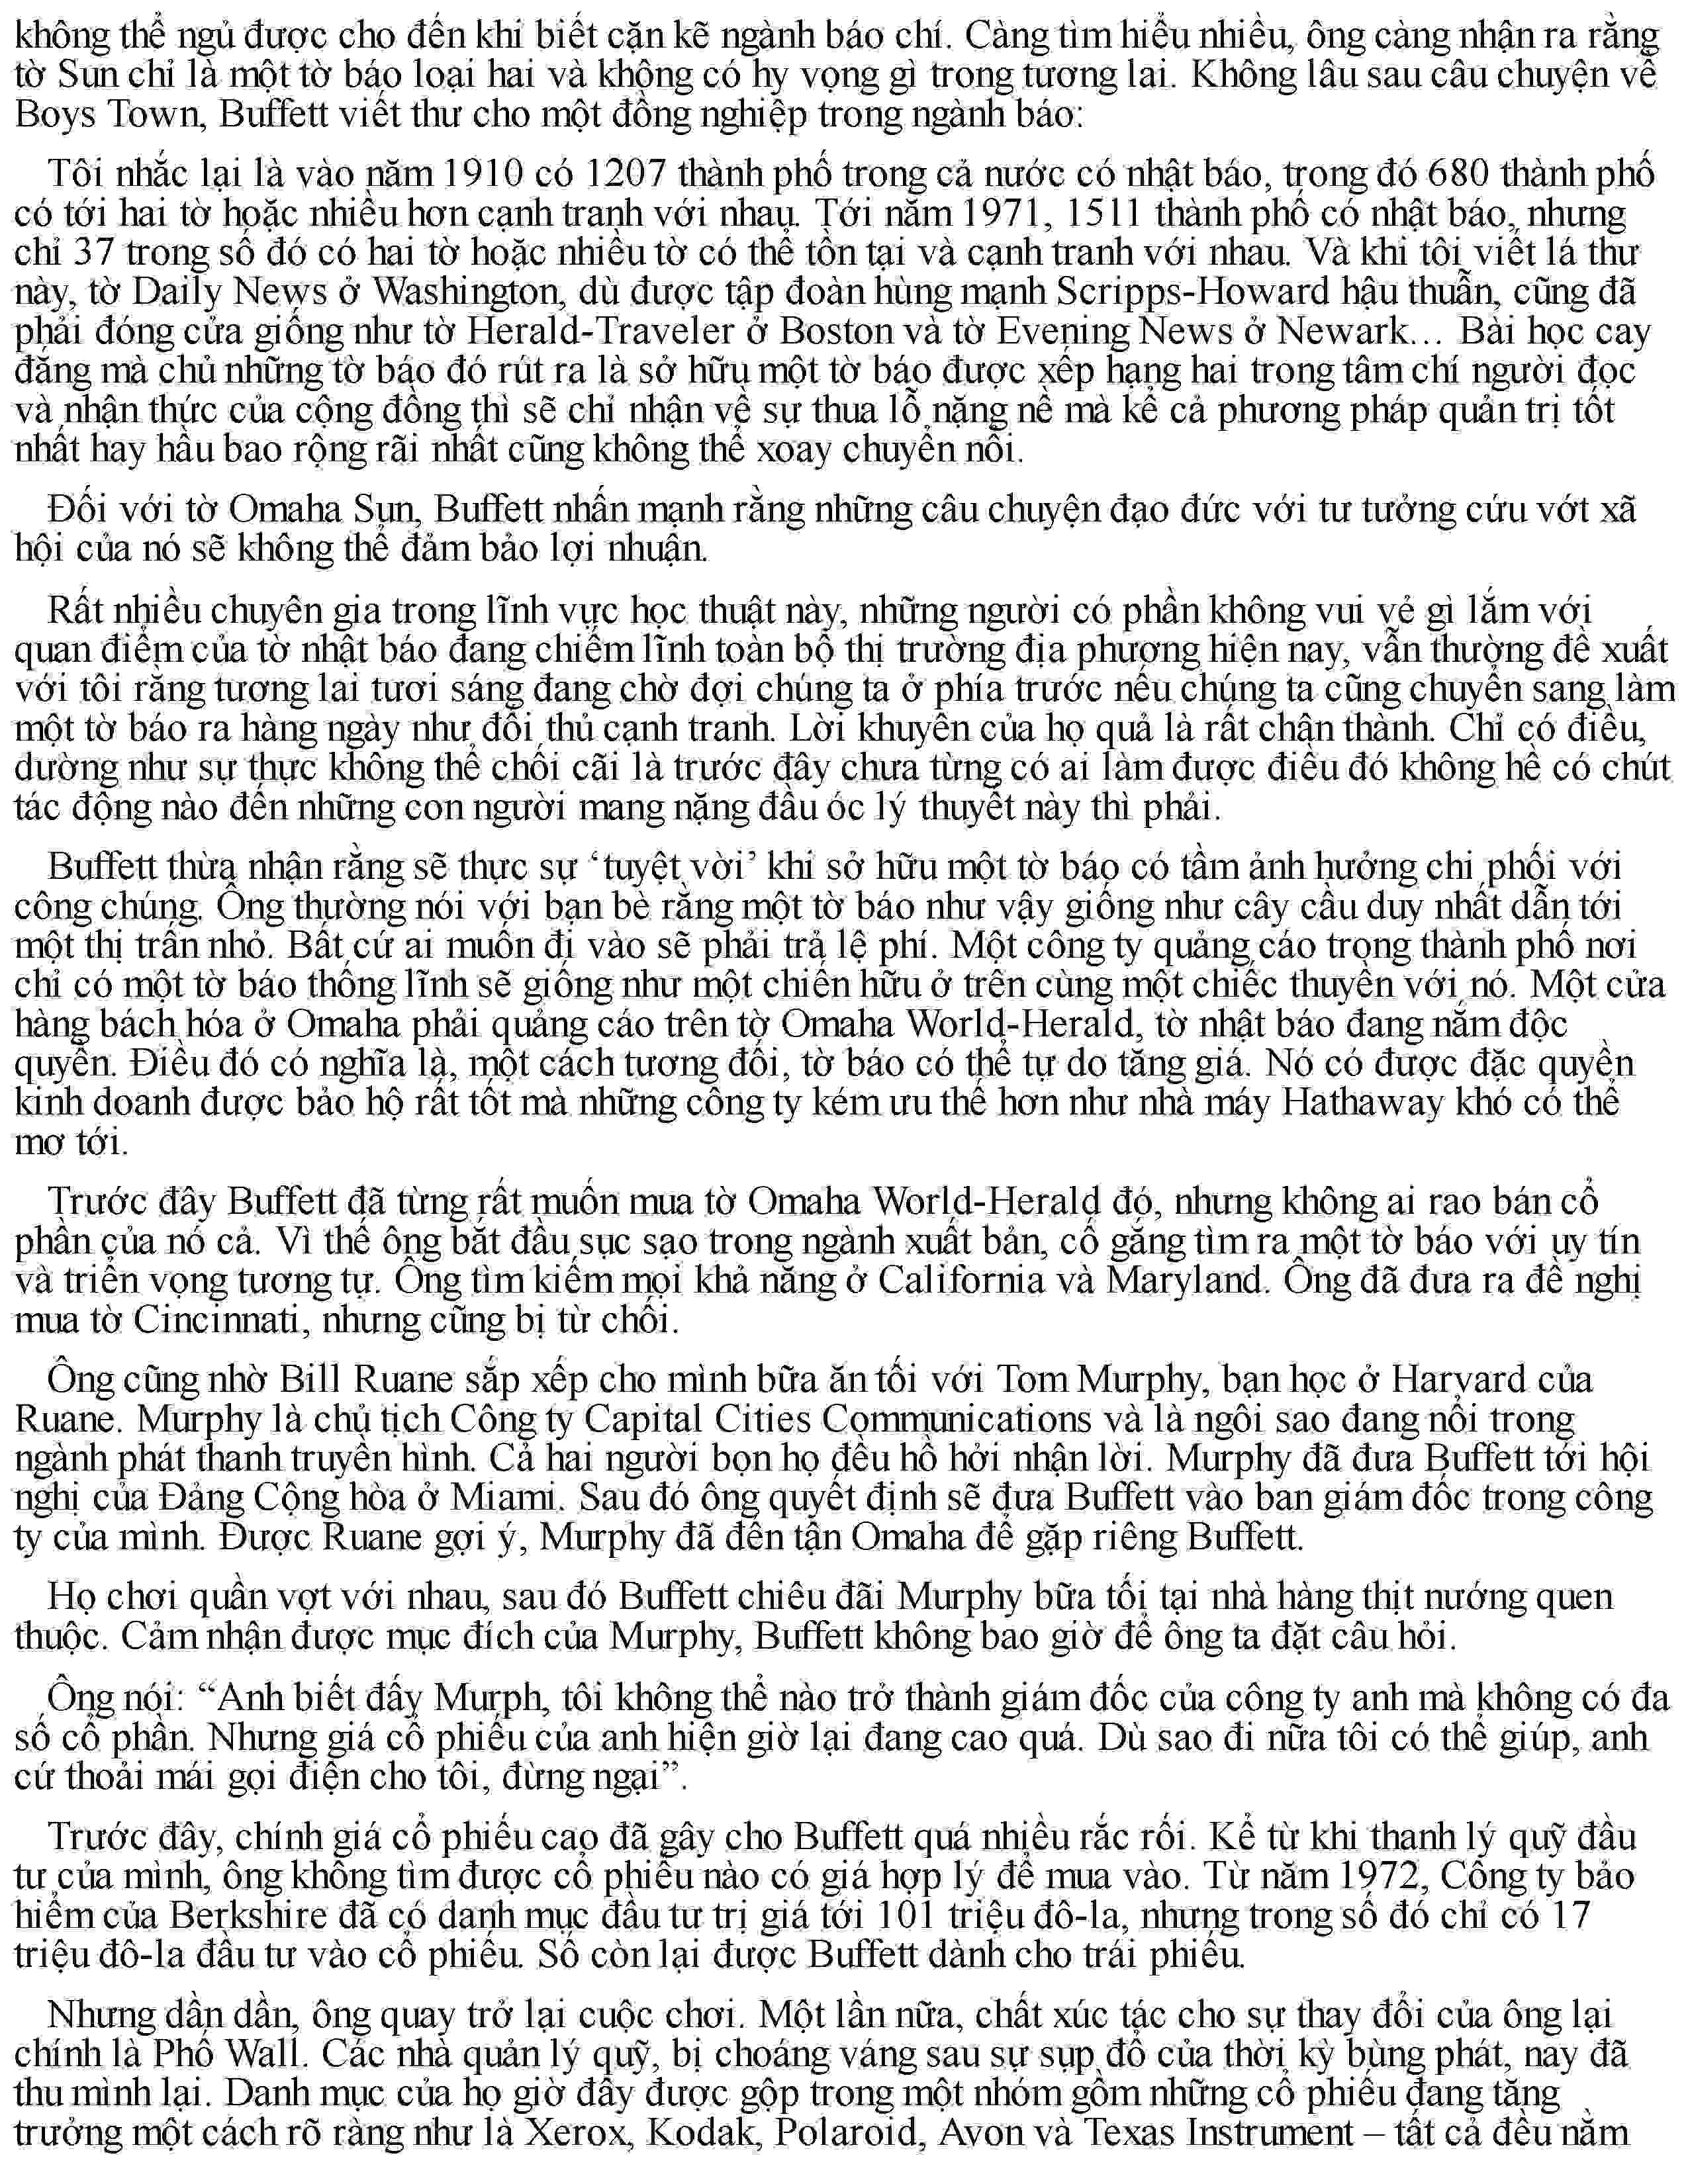 không thể ngủ được cho đến khi biết cặn kẽ ngành báo chí. Càng tìm hiểu nhiều, ông càng nhận ra rằng
tờ Sun chỉ là một tờ báo loại hai và không có hy vọng gì trong tương lai. Không lâu sau câu chuyện về
Boys Town, Buffett viết thư cho một đồng nghiệp trong ngành báo:
Tôi nhắc lại là vào năm 1910 có 1207 thành phố trong cả nước có nhật báo, trong đó 680 thành phố
có tới hai tờ hoặc nhiều hơn cạnh tranh với nhau. Tới năm 1971, 1511 thành phố có nhật báo, nhưng
chỉ 37 trong số đó có hai tờ hoặc nhiều tờ có thể tồn tại và cạnh tranh với nhau. Và khi tôi viết lá thư
này, tờ Daily News ở Washington, dù được tập đoàn hùng mạnh Scripps-Howard hậu thuẫn, cũng đã
phải đóng cửa giống như tờ Herald-Traveler ở Boston và tờ Evening News ở Newark... Bài học cay
đắng mà chủ những tờ báo đó rút ra là sở hữu một tờ báo được xếp hạng hai trong tâm chí người đọc
và nhận thức của cộng đồng thì sẽ chỉ nhận về sự thua lỗ nặng nề mà kể cả phương pháp quản trị tốt
nhất hay hầu bao rộng rãi nhất cũng không thể xoay chuyển nổi.
Đối với tờ Omaha Sun, Buffett nhấn mạnh rằng những câu chuyện đạo đức với tư tưởng cứu vớt xã
hội của nó sẽ không thể đảm bảo lợi nhuận.
Rất nhiều chuyên gia trong lĩnh vực học thuật này, những người có phần không vui vẻ gì lắm với
quan điểm của tờ nhật báo đang chiếm lĩnh toàn bộ thị trường địa phương hiện nay, vẫn thường đề xuất
với tôi rằng tương lai tươi sáng đang chờ đợi chúng ta ở phía trước nếu chúng ta cũng chuyển sang làm
một tờ báo ra hàng ngày như đối thủ cạnh tranh. Lời khuyên của họ quả là rất chân thành. Chỉ có điều,
dường như sự thực không thể chối cãi là trước đây chưa từng có ai làm được điều đó không hề có chút
tác động nào đến những con người mang nặng đầu óc lý thuyết này thì phải.
Buffett thừa nhận rằng sẽ thực sự ‘tuyệt vời’ khi sở hữu một tờ báo có tầm ảnh hưởng chi phối với
công chúng. Ông thường nói với bạn bè rằng một tờ báo như vậy giống như cây cầu duy nhất dẫn tới
một thị trấn nhỏ. Bất cứ ai muốn đi vào sẽ phải trả lệ phí. Một công ty quảng cáo trong thành phố nơi
chỉ có một tờ báo thống lĩnh sẽ giống như một chiến hữu ở trên cùng một chiếc thuyền với nó. Một cửa
hàng bách hóa ở Omaha phải quảng cáo trên tờ Omaha World-Herald, tờ nhật báo đang nắm độc
quyền. Điều đó có nghĩa là, một cách tương đối, tờ báo có thể tự do tăng giá. Nó có được đặc quyền
kinh doanh được bảo hộ rất tốt mà những công ty kém ưu thế hơn như nhà máy Hathaway khó có thể
mơ tới.
Trước đây Buffett đã từng rất muốn mua tờ Omaha World-Herald đó, nhưng không ai rao bán cổ
phần của nó cả. Vì thế ông bắt đầu sục sạo trong ngành xuất bản, cố gắng tìm ra một tờ báo với uy tín
và triển vọng tương tự. Ông tìm kiếm mọi khả năng ở California và Maryland. Ông đã đưa ra đề nghị
mua tờ Cincinnati, nhưng cũng bị từ chối.
Ông cũng nhờ Bill Ruane sắp xếp cho mình bữa ăn tối với Tom Murphy, bạn học ở Harvard của
Ruane. Murphy là chủ tịch Công ty Capital Cities Communications và là ngôi sao đang nổi trong
ngành phát thanh truyền hình. Cả hai người bọn họ đều hồ hởi nhận lời. Murphy đã đưa Buffett tới hội
nghị của Đảng Cộng hòa ở Miami. Sau đó ông quyết định sẽ đưa Buffett vào ban giám đốc trong công
ty của mình. Được Ruane gợi ý, Murphy đã đến tận Omaha để gặp riêng Buffett.
Họ chơi quần vợt với nhau, sau đó Buffett chiêu đãi Murphy bữa tối tại nhà hàng thịt nướng quen
thuộc. Cảm nhận được mục đích của Murphy, Buffett không bao giờ để ông ta đặt câu hỏi.
Ông nói: “Anh biết đấy Murph, tôi không thể nào trở thành giám đốc của công ty anh mà không có đa
số cổ phần. Nhưng giá cổ phiếu của anh hiện giờ lại đang cao quá. Dù sao đi nữa tôi có thể giúp, anh
cứ thoải mái gọi điện cho tôi, đừng ngại”.
Trước đây, chính giá cổ phiếu cao đã gây cho Buffett quá nhiều rắc rối. Kể từ khi thanh lý quỹ đầu
tư của mình, ông không tìm được cổ phiếu nào có giá hợp lý để mua vào. Từ năm 1972, Công ty bảo
hiểm của Berkshire đã có danh mục đầu tư trị giá tới 101 triệu đô-la, nhưng trong số đó chỉ có 17
triệu đô-la đầu tư vào cổ phiếu. Số còn lại được Buffett dành cho trái phiếu.
Nhưng dần dần, ông quay trở lại cuộc chơi. Một lần nữa, chất xúc tác cho sự thay đổi của ông lại
chính là Phố Wall. Các nhà quản lý quỹ, bị choáng váng sau sự sụp đổ của thời kỳ bùng phát, nay đã
thu mình lại. Danh mục của họ giờ đây được gộp trong một nhóm gồm những cổ phiếu đang tăng
trưởng một cách rõ ràng như là Xerox, Kodak, Polaroid, Avon và Texas Instrument – tất cả đều nằm